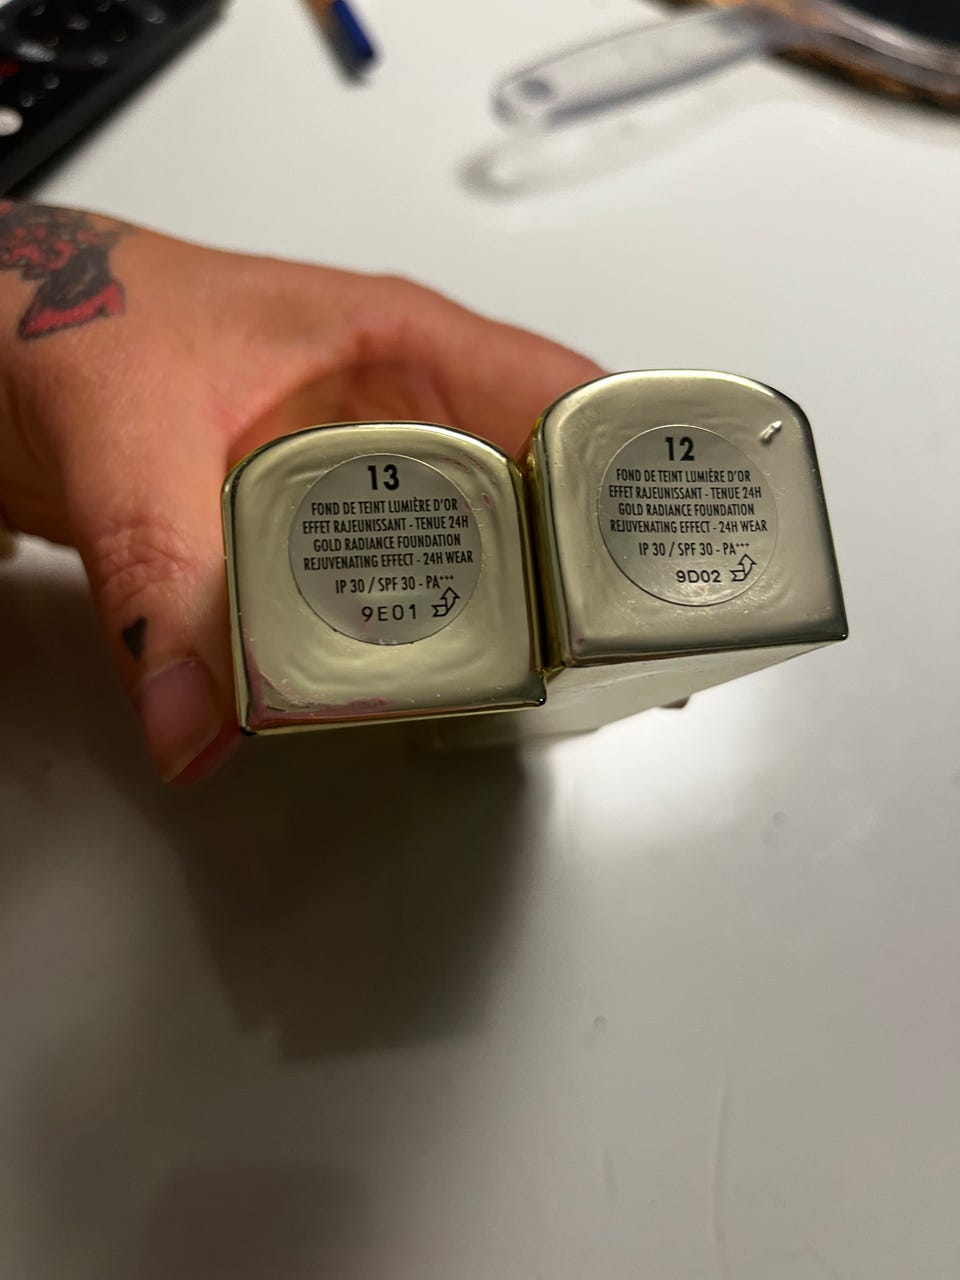 13
FOND DE TEINT LUMIÈRE D'OR
EFFET RAJEUNISSANT - TENUE 24H
GOLD RADIANCE FOUNDATION
REJUVENATING EFFECT - 24H WEAR
IP 30 / SPF 30 - PA+++
9E01
12
FOND DE TEINT LUMIÈRE D'OR
EFFET RAJEUNISSANT - TENUE 24H
GOLD RADIANCE FOUNDATION
REJUVENATING EFFECT - 24H WEAR
IP 30 / SPF 30 - PA+++
9D02